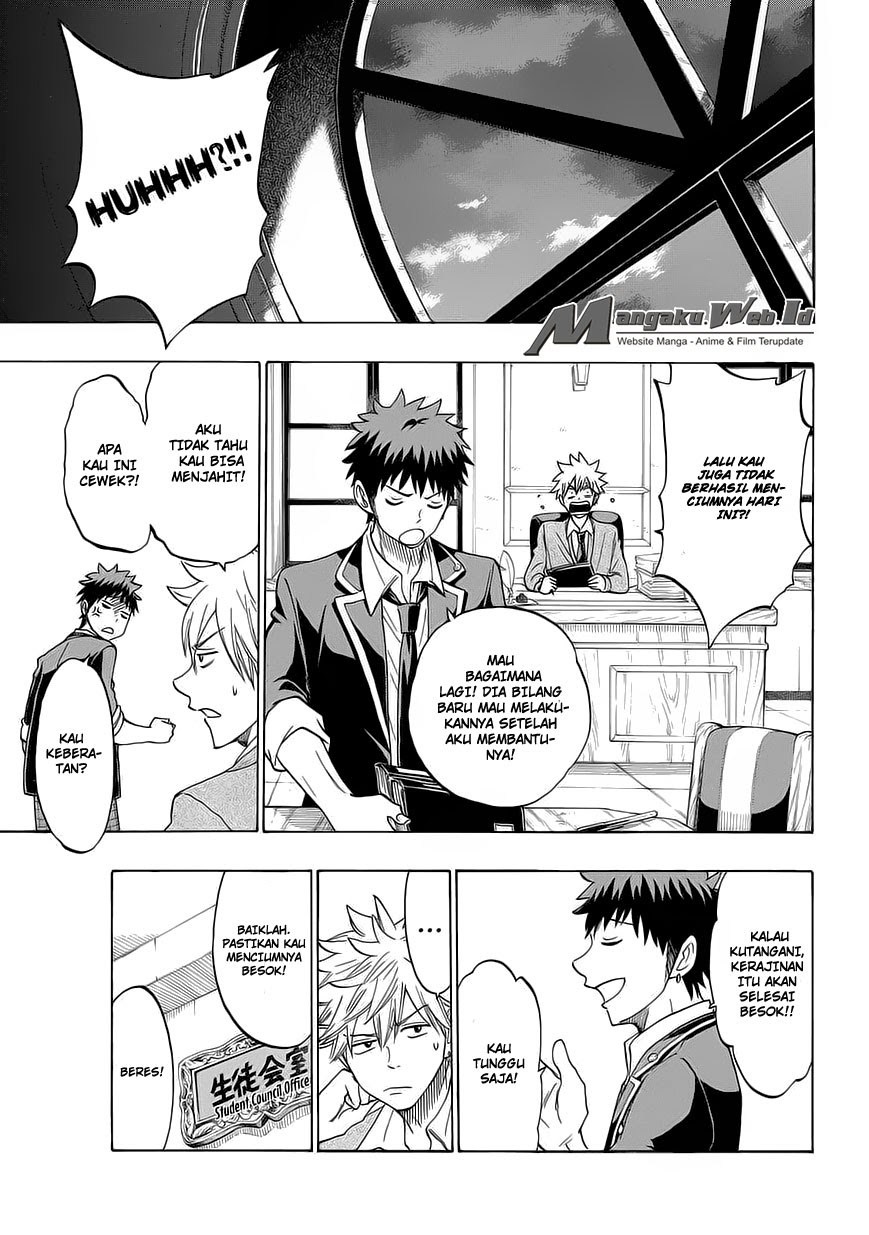 HUHHH?!!
Mangaku.Web.Id
Website Manga - Anime & Film Terupdate
LALU KAU
JUGA TIDAK
BERHASIL MEN-
CIUMNYA HARI
INI?!
MAU
BAGAIMANA
LAGI! DIA BILANG
BARU MAU MELAKU-
KANNYA SETELAH
AKU MEMBANTU-
NYA!
AKU
TIDAK TAHU
KAU BISA
MENJAHIT!
APA
KAU INI
CEWEK?!
KAU
KEBERA-
TAN?
KALAU
KUTANGANI,
KERAJINAN
ITU AKAN
SELESAI
BESOK!!
KAU
TUNGGU
SAJA!
...
BAIKLAH.
PASTIKAN KAU
MENCIUMNYA
BESOK!
BERES!
生徒会室
Student Council Office